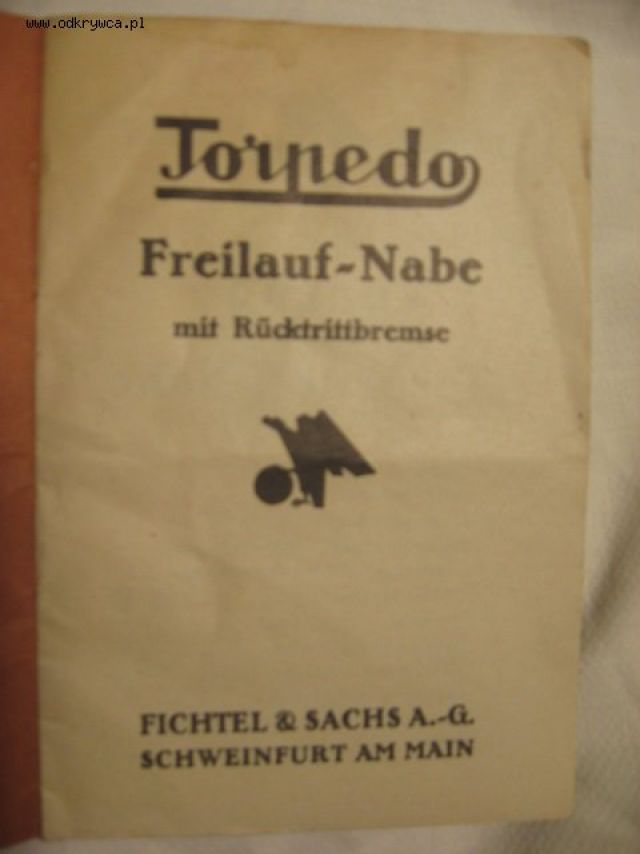 www.odkrywca.pl
Torpedo
Freilauf-Nabe
mit Rücktrittbremse
FICHTEL & SACHS A.-G.
SCHWEINFURT AM MAIN